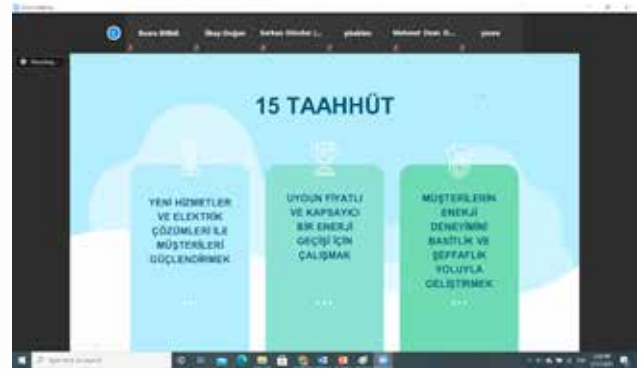 15 TAAHHÜT
YENİ HİZMETLER
VE ELEKTRİK
ÇÖZÜMLERİ İLE
MÜŞTERİLERİ
GÜÇLENDİRMEK
UYGUN FİYATLI
VE KAPSAYICI
BİR ENERJİ
GEÇİŞİ İÇİN
ÇALIŞMAK
MÜŞTERİLERİN
ENERJİ
DENEYİMİNİ
BASİTLİK VE
ŞEFFAFLIK
YOLUYLA
GELİŞTİRMEK